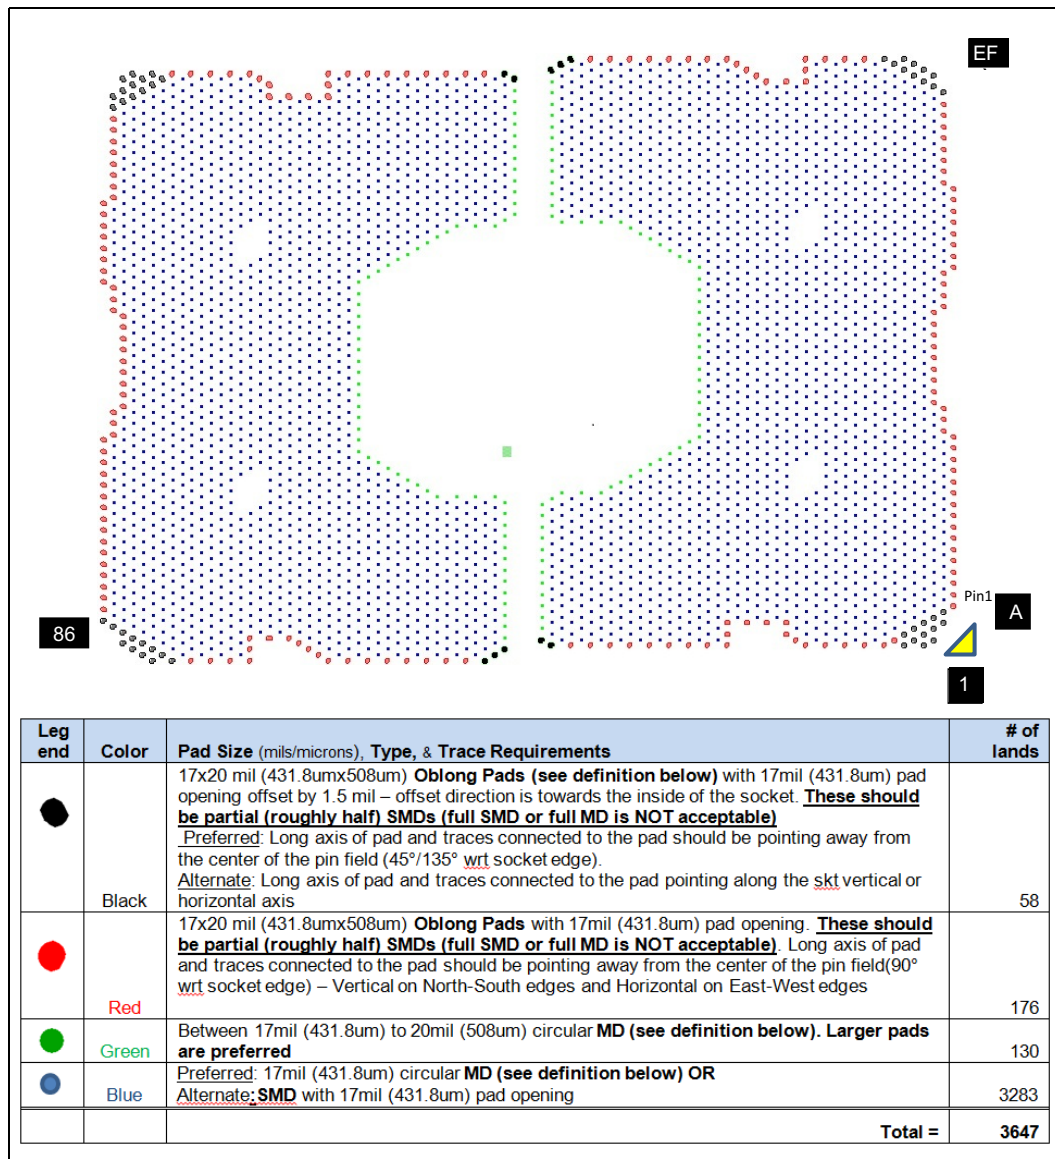 EF
Pin1
A
86
1
Leg
end
Color
Pad Size (mils/microns), Type, & Trace Requirements
# of
lands
17x20 mil (431.8umx508um) Oblong Pads (see definition below) with 17mil (431.8um) pad
opening offset by 1.5 mil – offset direction is towards the inside of the socket. These should
be partial (roughly half) SMDs (full SMD or full MD is NOT acceptable)
Preferred: Long axis of pad and traces connected to the pad should be pointing away from
the center of the pin field (45°/135° wrt socket edge).
Alternate: Long axis of pad and traces connected to the pad pointing along the skt vertical or
horizontal axis
Black
58
17x20 mil (431.8umx508um) Oblong Pads with 17mil (431.8um) pad opening. These should
be partial (roughly half) SMDs (full SMD or full MD is NOT acceptable). Long axis of pad
and traces connected to the pad should be pointing away from the center of the pin field(90°
wrt socket edge) – Vertical on North-South edges and Horizontal on East-West edges
Red
176
Between 17mil (431.8um) to 20mil (508um) circular MD (see definition below). Larger pads
are preferred
Green
130
Preferred: 17mil (431.8um) circular MD (see definition below) OR
Alternate: SMD with 17mil (431.8um) pad opening
Blue
3283
Total =
3647